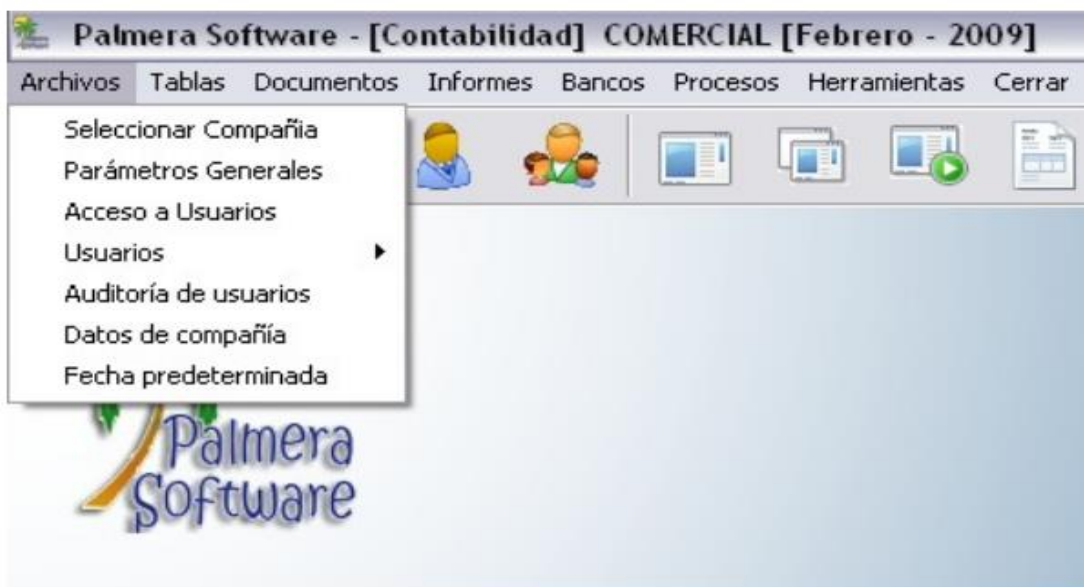 Palmera Software - [Contabilidad] COMERCIAL [Febrero - 2009]
Archivos Tablas Documentos Informes Bancos Procesos Herramientas Cerrar
Seleccionar Compañia
Parámetros Generales
Acceso a Usuarios
Usuarios
Auditoría de usuarios
Datos de compañía
Fecha predeterminada
Palmera
Software